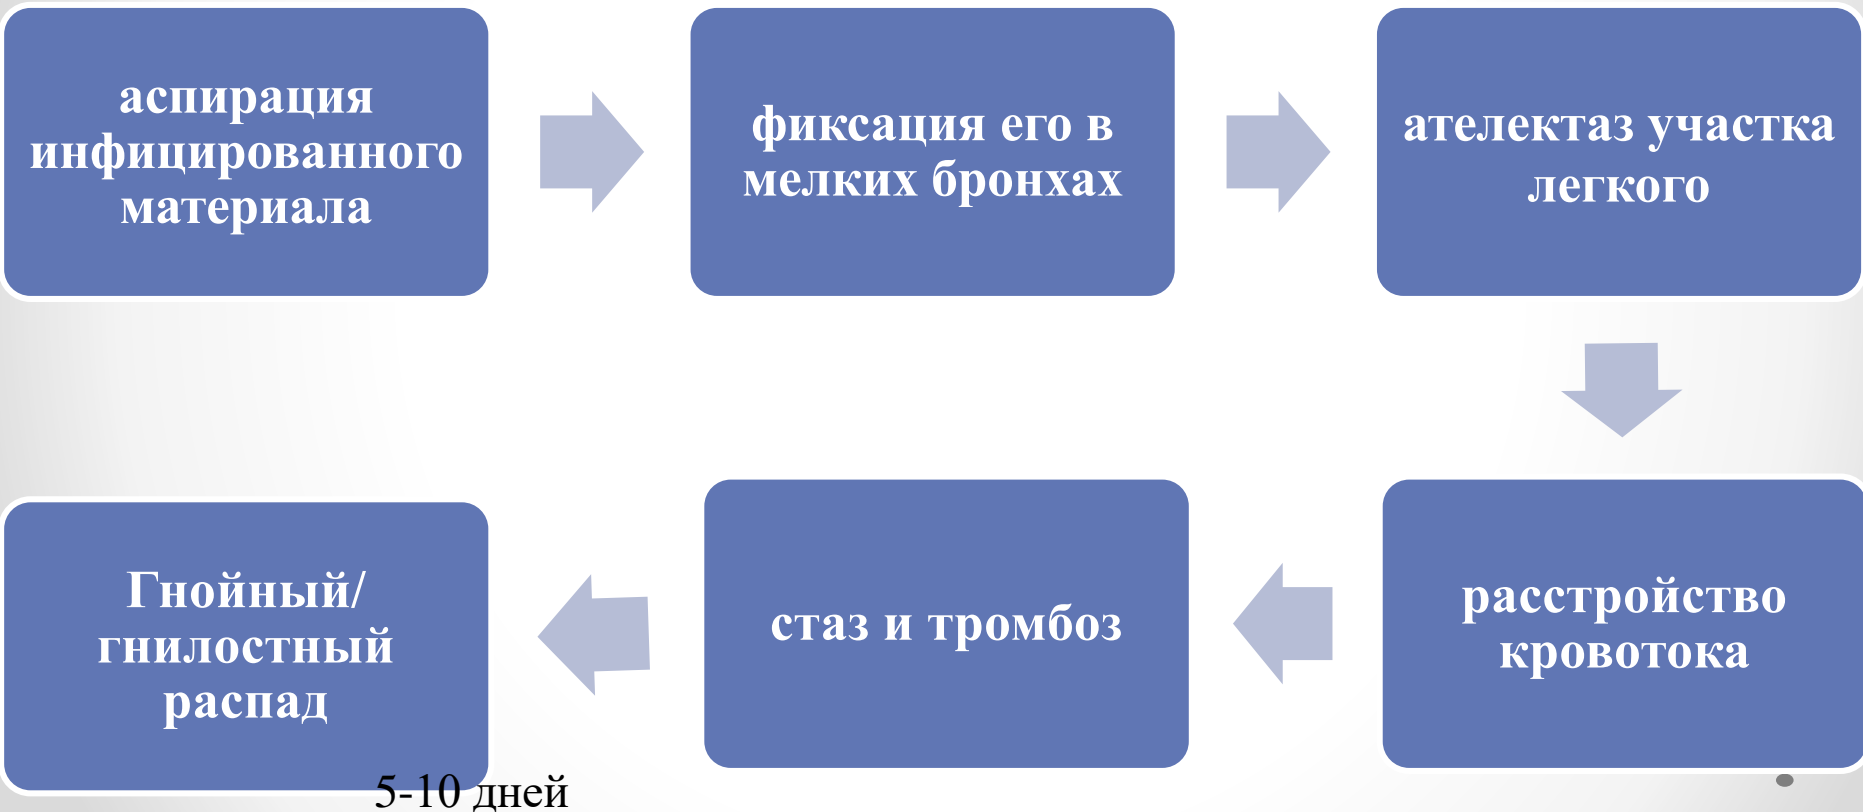 аспирация
инфицированного
материала
фиксация его в
мелких бронхах
ателектаз участка
легкого
расстройство
кровотока
стаз и тромбоз
Гнойный/
гнилостный
распад
5-10 дней